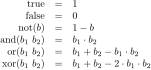 true = 1
false = 0
not(b) = 1 − b
and(b₁ b₂) = b₁ · b₂
or(b₁ b₂) = b₁ + b₂ − b₁ · b₂
xor(b₁ b₂) = b₁ + b₂ − 2 · b₁ · b₂